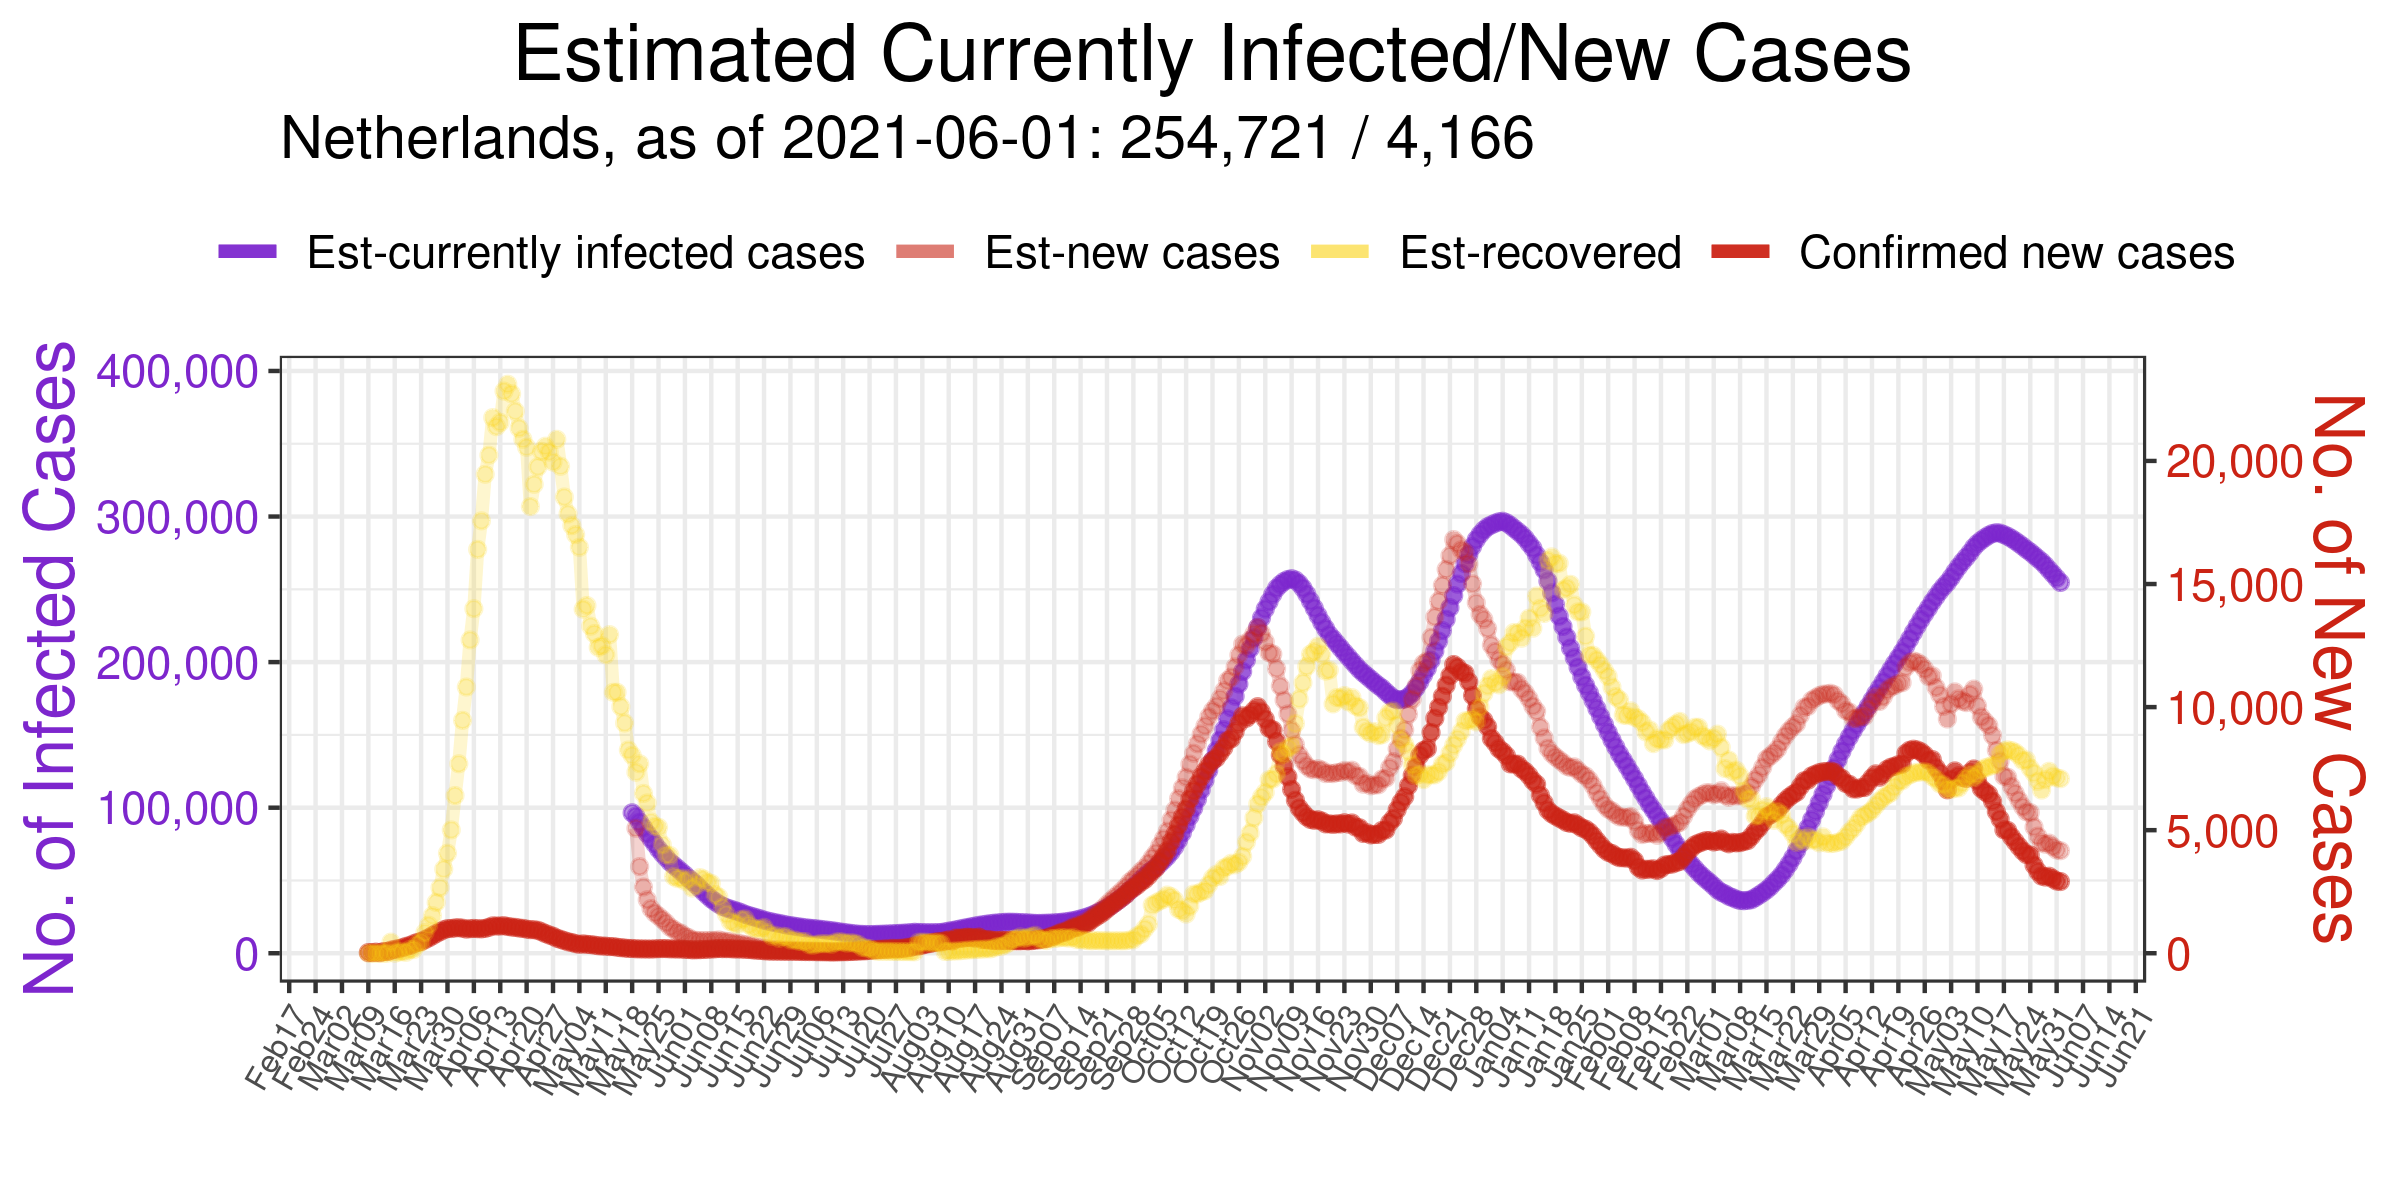 Estimated Currently Infected/New Cases
Netherlands, as of 2021-06-01: 254,721 / 4,166
Est-currently infected cases Est-new cases Est-recovered Confirmed new cases
No. of Infected Cases
400,000
300,000
200,000
100,000
0
No. of New Cases
20,000
15,000
10,000
5,000
0
Feb17
Feb24
Mar02
Mar09
Mar16
Mar23
Mar30
Apr06
Apr13
Apr20
Apr27
May04
May11
May18
May25
Jun01
Jun08
Jun15
Jun22
Jun29
Jul06
Jul13
Jul20
Jul27
Aug03
Aug10
Aug17
Aug24
Aug31
Sep07
Sep14
Sep21
Sep28
Oct05
Oct12
Oct19
Oct26
Nov02
Nov09
Nov16
Nov23
Nov30
Dec07
Dec14
Dec21
Dec28
Jan04
Jan11
Jan18
Jan25
Feb01
Feb08
Feb15
Feb22
Mar01
Mar08
Mar15
Mar22
Mar29
Apr05
Apr12
Apr19
Apr26
May03
May10
May17
May24
May31
Jun07
Jun14
Jun21